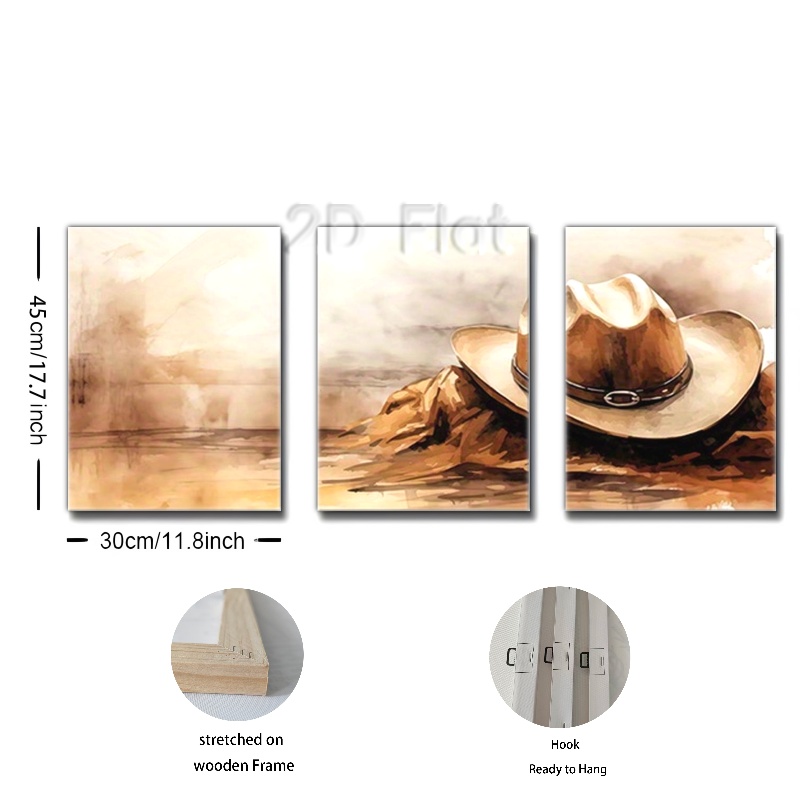 2D Flat
45cm/17.7inch
30cm/11.8inch
stretched on
wooden Frame
Hook
Ready to Hang